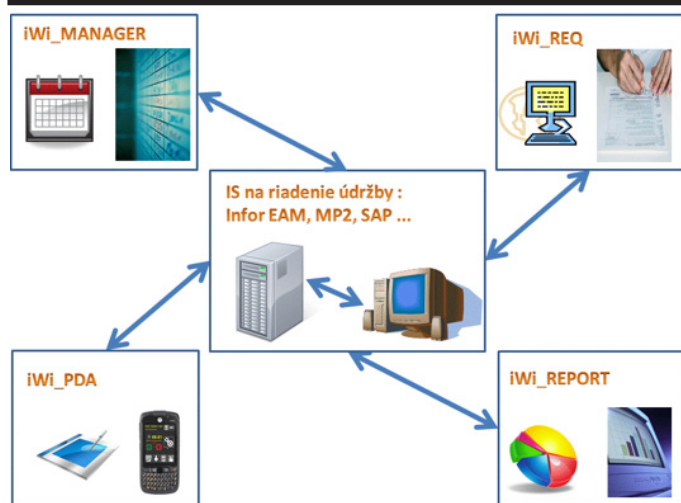 iWi_MANAGER
iWi_REQ
IS na riadenie údržby :
Infor EAM, MP2, SAP ...
iWi_PDA
iWi_REPORT